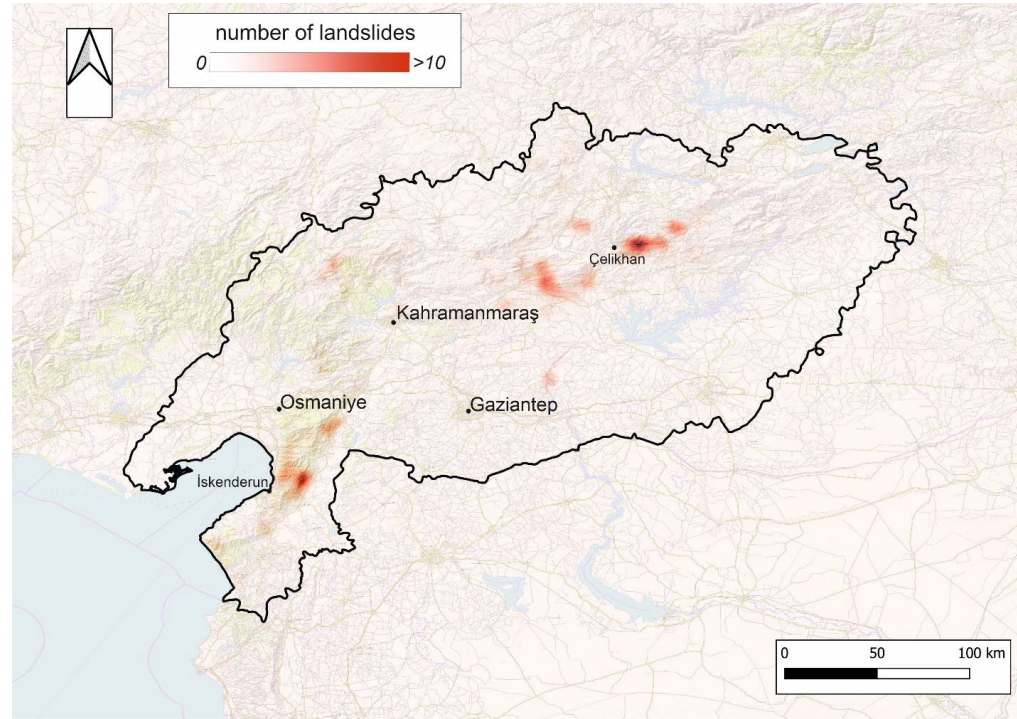 number of landslides
0 >10
Çelikhan
Kahramanmaraş
Osmaniye
Gaziantep
İskenderun
0 50 100 km